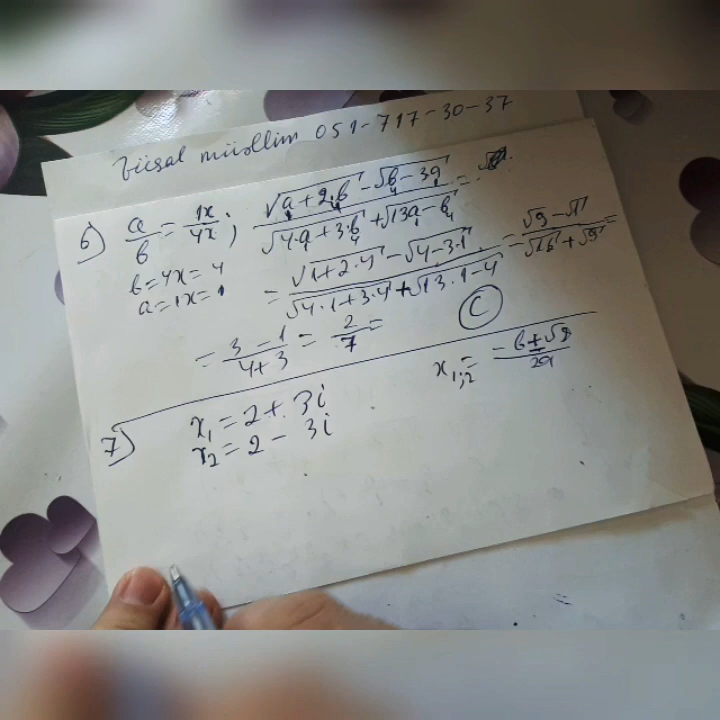 Vüsal müəllim 051-717-30-37
6) a/b = 1x/4x ; (√(a+2·b) - √(b-3a)) / (√(4·a+3·b) + √(13a-b)) =
b=4x=4
a=1x=1
= (√(1+2·4) - √(4-3·1)) / (√(4·1+3·4) + √(13·1-4)) = (√9 - √1) / (√16 + √9) =
= (3-1)/(4+3) = 2/7 = C
7) x₁ = 2+3i
x₂ = 2-3i
x₁;₂ = (-b±√D)/2a